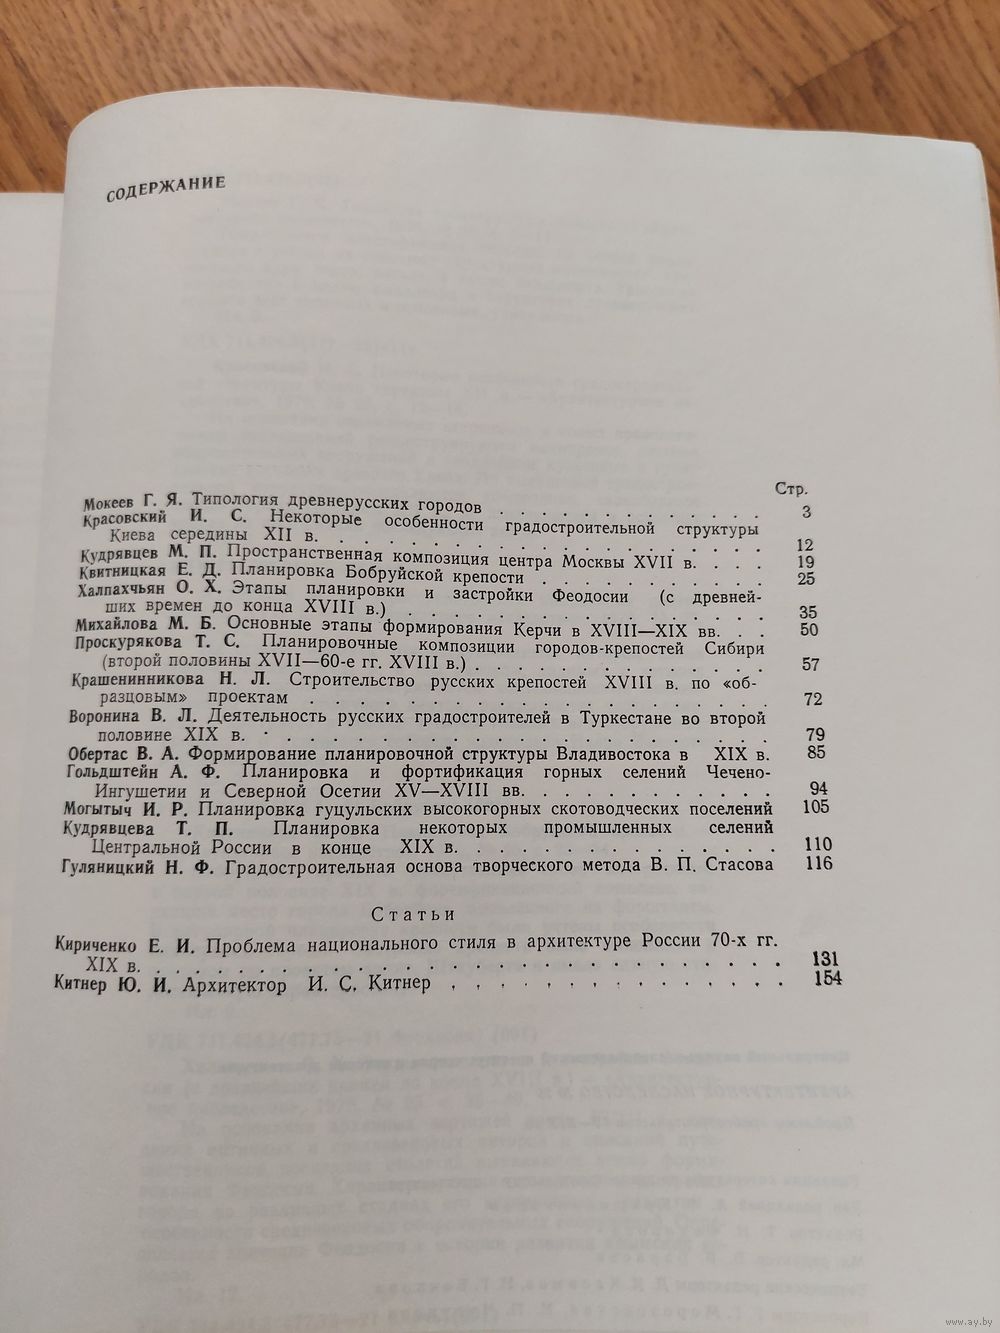 СОДЕРЖАНИЕ
Стр.
Мокеев Г. Я. Типология древнерусских городов . . . . . . . . . . . . 3
Красовский И. С. Некоторые особенности градостроительной структуры
Киева середины XII в. . . . . . . . . . . . . . . . . . . 12
Кудрявцев М. П. Пространственная композиция центра Москвы XVII в. . . . 19
Квитницкая Е. Д. Планировка Бобруйской крепости . . . . . . . . . . 25
Халпахчьян О. Х. Этапы планировки и застройки Феодосии (с древней-
ших времен до конца XVIII в.) . . . . . . . . . . . . . . . 35
Михайлова М. Б. Основные этапы формирования Керчи в XVIII—XIX вв. . . 50
Проскурякова Т. С. Планировочные композиции городов-крепостей Сибири
(второй половины XVII—60-е гг. XVIII в.) . . . . . . . . . . . . 57
Крашенинникова Н. Л. Строительство русских крепостей XVIII в. по «об-
разцовым» проектам . . . . . . . . . . . . . . . . . . . 72
Воронина В. Л. Деятельность русских градостроителей в Туркестане во второй
половине XIX в. . . . . . . . . . . . . . . . . . . . . . 79
Обертас В. А. Формирование планировочной структуры Владивостока в XIX в. 85
Гольдштейн А. Ф. Планировка и фортификация горных селений Чечено-
Ингушетии и Северной Осетии XV—XVIII вв. . . . . . . . . . . . 94
Могытыч И. Р. Планировка гуцульских высокогорных скотоводческих поселений 105
Кудрявцева Т. П. Планировка некоторых промышленных селений
Центральной России в конце XIX в. . . . . . . . . . . . . . . 110
Гуляницкий Н. Ф. Градостроительная основа творческого метода В. П. Стасова 116
Статьи
Кириченко Е. И. Проблема национального стиля в архитектуре России 70-х гг.
XIX в. . . . . . . . . . . . . . . . . . . . . . . . . . 131
Китнер Ю. И. Архитектор И. С. Китнер . . . . . . . . . . . . . . 154
www.ay.by